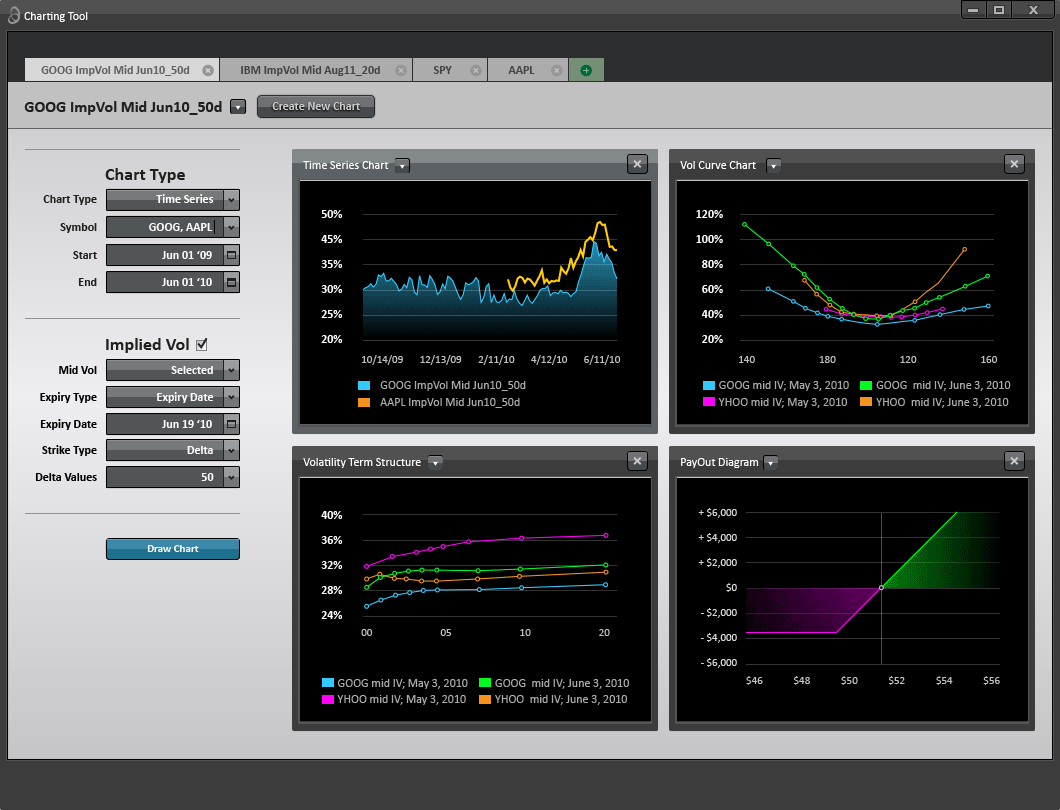 Charting Tool
GOOG ImpVol Mid Jun10_50d
IBM ImpVol Mid Aug11_20d
SPY
AAPL
GOOG ImpVol Mid Jun10_50d
Create New Chart
Chart Type
Chart Type Time Series
Symbol GOOG, AAPL
Start Jun 01 ‘09
End Jun 01 ‘10
Implied Vol
Mid Vol Selected
Expiry Type Expiry Date
Expiry Date Jun 19 ‘10
Strike Type Delta
Delta Values 50
Draw Chart
Time Series Chart
50%
45%
35%
30%
25%
20%
10/14/09 12/13/09 2/11/10 4/12/10 6/11/10
GOOG ImpVol Mid Jun10_50d
AAPL ImpVol Mid Jun10_50d
Vol Curve Chart
120%
100%
80%
60%
40%
20%
140 180 120 160
GOOG mid IV; May 3, 2010 GOOG mid IV; June 3, 2010
YHOO mid IV; May 3, 2010 YHOO mid IV; June 3, 2010
Volatility Term Structure
40%
36%
32%
28%
24%
00 05 10 20
GOOG mid IV; May 3, 2010 GOOG mid IV; June 3, 2010
YHOO mid IV; May 3, 2010 YHOO mid IV; June 3, 2010
PayOut Diagram
+ $6,000
+ $4,000
+ $2,000
$0
- $2,000
- $4,000
- $6,000
$46 $48 $50 $52 $54 $56